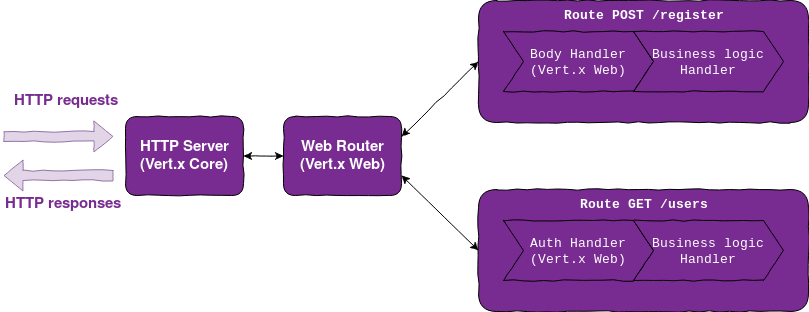 HTTP requests
HTTP responses
HTTP Server
(Vert.x Core)
Web Router
(Vert.x Web)
Route POST /register
Body Handler
(Vert.x Web)
Business logic
Handler
Route GET /users
Auth Handler
(Vert.x Web)
Business logic
Handler